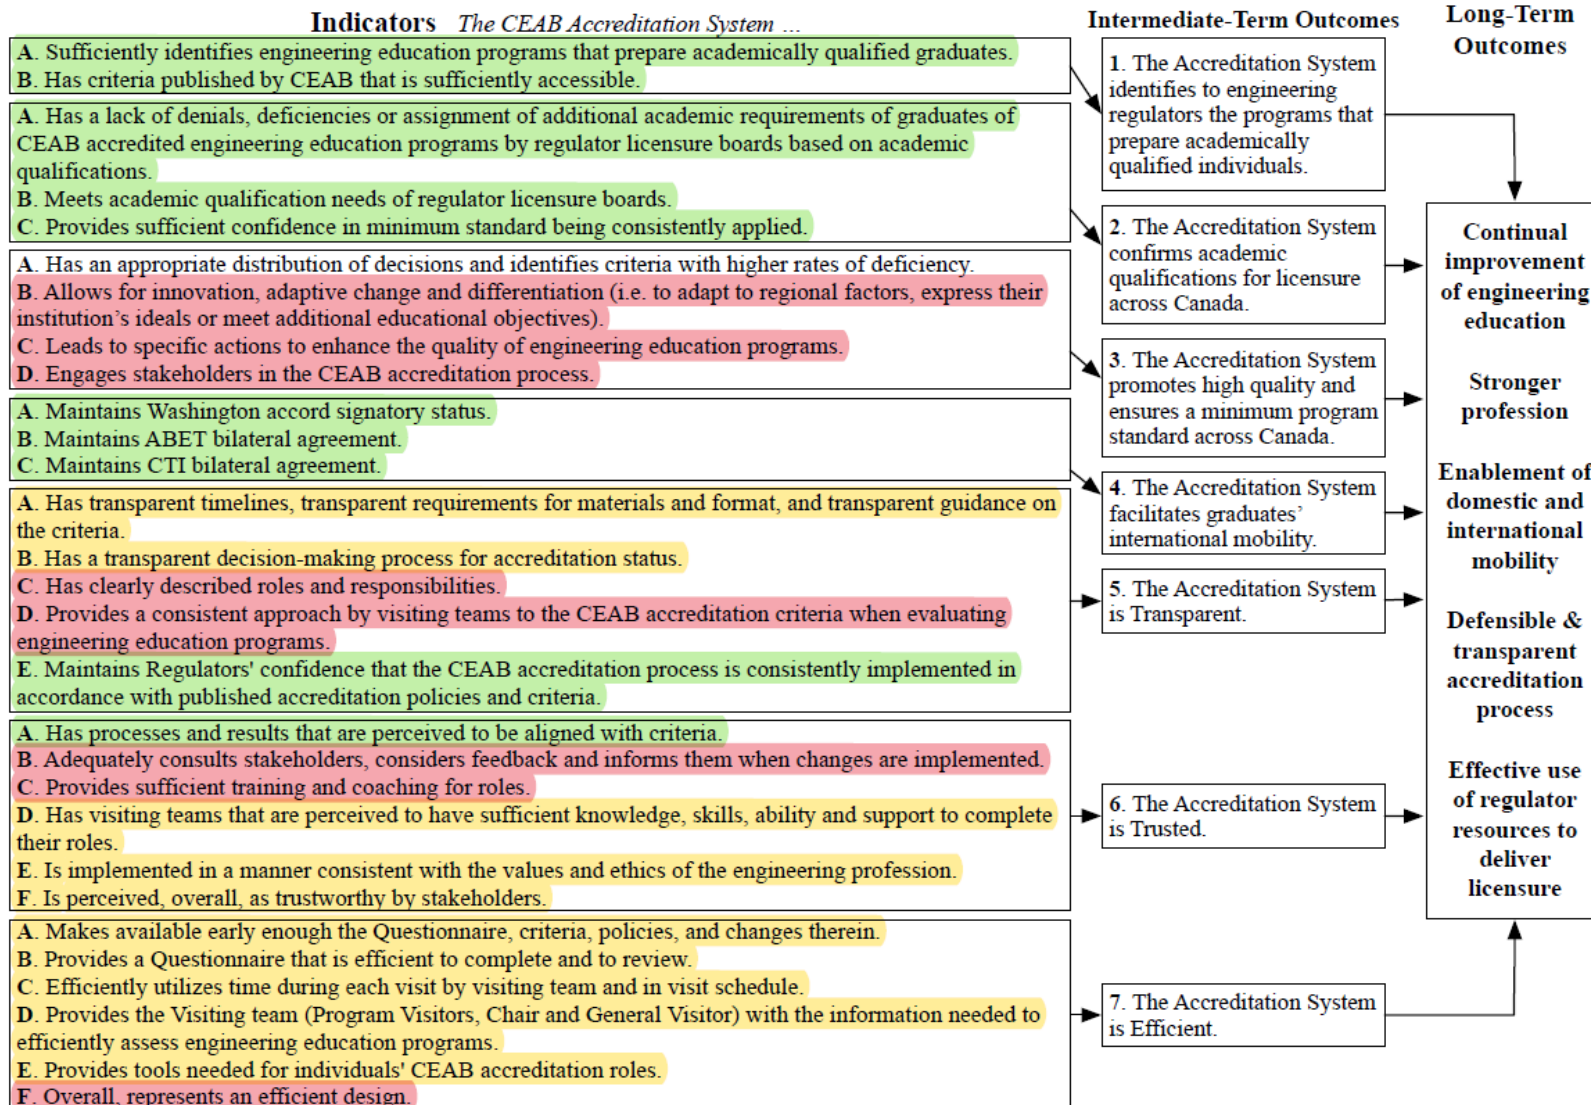 Indicators The CEAB Accreditation System ...
A. Sufficiently identifies engineering education programs that prepare academically qualified graduates.
B. Has criteria published by CEAB that is sufficiently accessible.
A. Has a lack of denials, deficiencies or assignment of additional academic requirements of graduates of
CEAB accredited engineering education programs by regulator licensure boards based on academic
qualifications.
B. Meets academic qualification needs of regulator licensure boards.
C. Provides sufficient confidence in minimum standard being consistently applied.
A. Has an appropriate distribution of decisions and identifies criteria with higher rates of deficiency.
B. Allows for innovation, adaptive change and differentiation (i.e. to adapt to regional factors, express their
institution's ideals or meet additional educational objectives).
C. Leads to specific actions to enhance the quality of engineering education programs.
D. Engages stakeholders in the CEAB accreditation process.
A. Maintains Washington accord signatory status.
B. Maintains ABET bilateral agreement.
C. Maintains CTI bilateral agreement.
A. Has transparent timelines, transparent requirements for materials and format, and transparent guidance on
the criteria.
B. Has a transparent decision-making process for accreditation status.
C. Has clearly described roles and responsibilities.
D. Provides a consistent approach by visiting teams to the CEAB accreditation criteria when evaluating
engineering education programs.
E. Maintains Regulators' confidence that the CEAB accreditation process is consistently implemented in
accordance with published accreditation policies and criteria.
A. Has processes and results that are perceived to be aligned with criteria.
B. Adequately consults stakeholders, considers feedback and informs them when changes are implemented.
C. Provides sufficient training and coaching for roles.
D. Has visiting teams that are perceived to have sufficient knowledge, skills, ability and support to complete
their roles.
E. Is implemented in a manner consistent with the values and ethics of the engineering profession.
F. Is perceived, overall, as trustworthy by stakeholders.
A. Makes available early enough the Questionnaire, criteria, policies, and changes therein.
B. Provides a Questionnaire that is efficient to complete and to review.
C. Efficiently utilizes time during each visit by visiting team and in visit schedule.
D. Provides the Visiting team (Program Visitors, Chair and General Visitor) with the information needed to
efficiently assess engineering education programs.
E. Provides tools needed for individuals' CEAB accreditation roles.
F. Overall, represents an efficient design.
Intermediate-Term Outcomes
1. The Accreditation System
identifies to engineering
regulators the programs that
prepare academically
qualified individuals.
2. The Accreditation System
confirms academic
qualifications for licensure
across Canada.
3. The Accreditation System
promotes high quality and
ensures a minimum program
standard across Canada.
4. The Accreditation System
facilitates graduates'
international mobility.
5. The Accreditation System
is Transparent.
6. The Accreditation System
is Trusted.
7. The Accreditation System
is Efficient.
Long-Term
Outcomes
Continual
improvement
of engineering
education
Stronger
profession
Enablement of
domestic and
international
mobility
Defensible &
transparent
accreditation
process
Effective use
of regulator
resources to
deliver
licensure